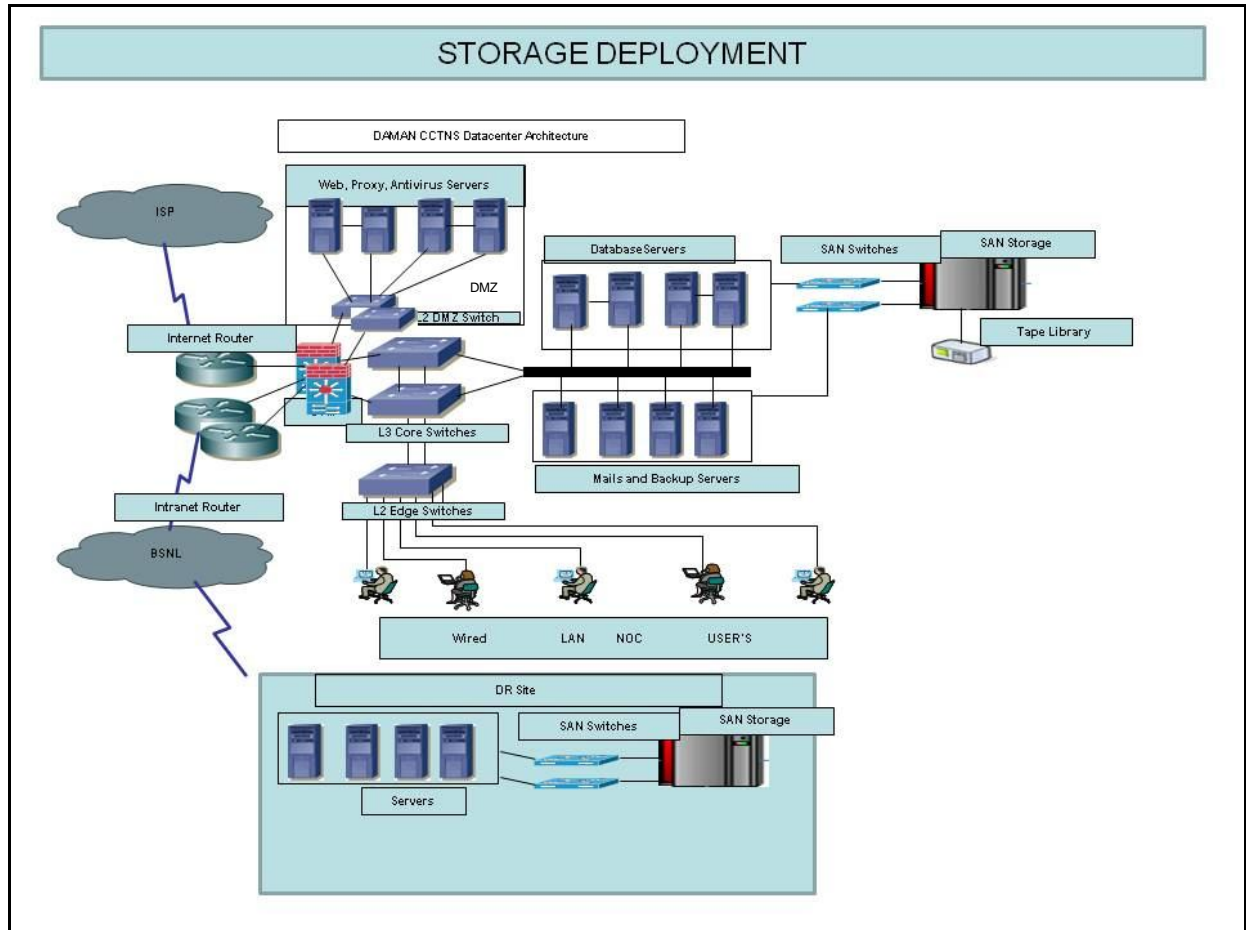 STORAGE DEPLOYMENT
DAMAN CCTNS Datacenter Architecture
Web, Proxy, Antivirus Servers
ISP
DatabaseServers
SAN Switches
SAN Storage
DMZ
L2 DMZ Switch
Internet Router
Tape Library
L3 Core Switches
Mails and Backup Servers
Intranet Router
L2 Edge Switches
BSNL
Wired LAN NOC USER'S
DR Site
SAN Switches
SAN Storage
Servers